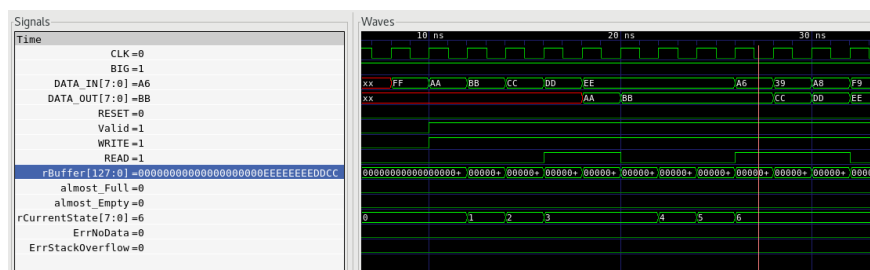 Signals
Waves
Time
10 ns 20 ns 30 ns
CLK=0
BIG=1
DATA_IN[7:0]=A6
xx FF AA BB CC DD EE A6 39 A8 F9
DATA_OUT[7:0]=BB
xx AA BB CC DD EE
RESET=0
Valid=1
WRITE=1
READ=1
rBuffer[127:0]=00000000000000000000EEEEEEEEDDCC
0000000000000000+ 00000+ 00000+ 00000+ 00000+ 00000+ 00000+ 00000+ 00000+ 00000+ 0000
almost_Full=0
almost_Empty=0
rCurrentState[7:0]=6
0 1 2 3 4 5 6
ErrNoData=0
ErrStackOverflow=0